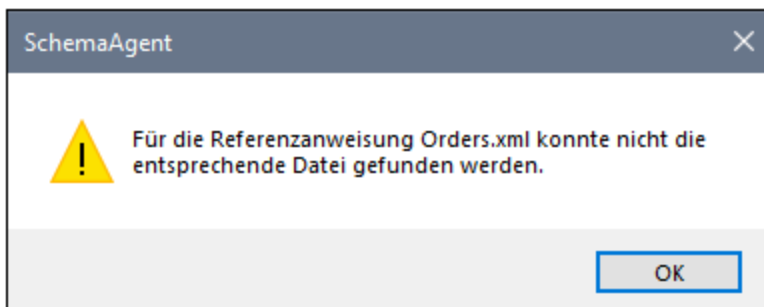 SchemaAgent
Für die Referenzanweisung Orders.xml konnte nicht die
entsprechende Datei gefunden werden.
OK